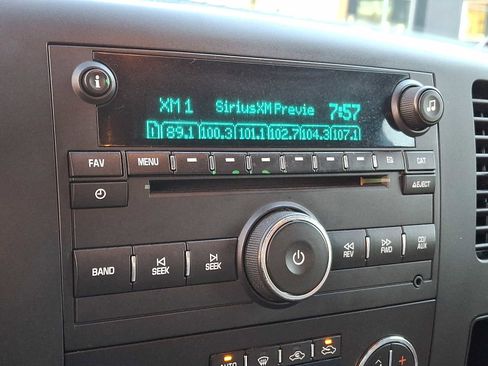 XM 1 SiriusXM Previe 7:57
89.1 100.3 101.1 102.7 104.3 107.1
FAV MENU CAT
EJECT
BAND SEEK SEEK REV FWD CD/AUX
AUTO